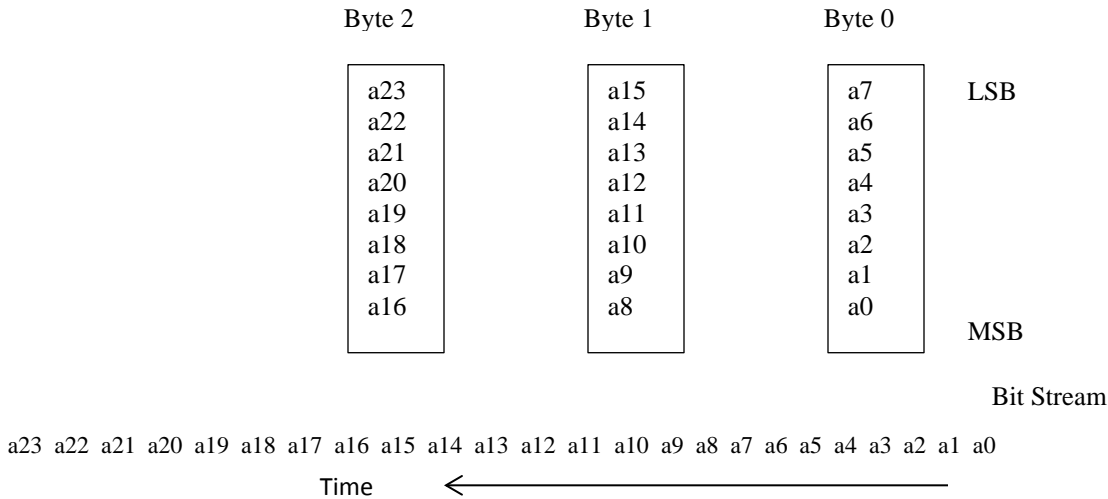 Byte 2 Byte 1 Byte 0
a23 a15 a7 LSB
a22 a14 a6
a21 a13 a5
a20 a12 a4
a19 a11 a3
a18 a10 a2
a17 a9 a1
a16 a8 a0
MSB
Bit Stream
a23 a22 a21 a20 a19 a18 a17 a16 a15 a14 a13 a12 a11 a10 a9 a8 a7 a6 a5 a4 a3 a2 a1 a0
Time